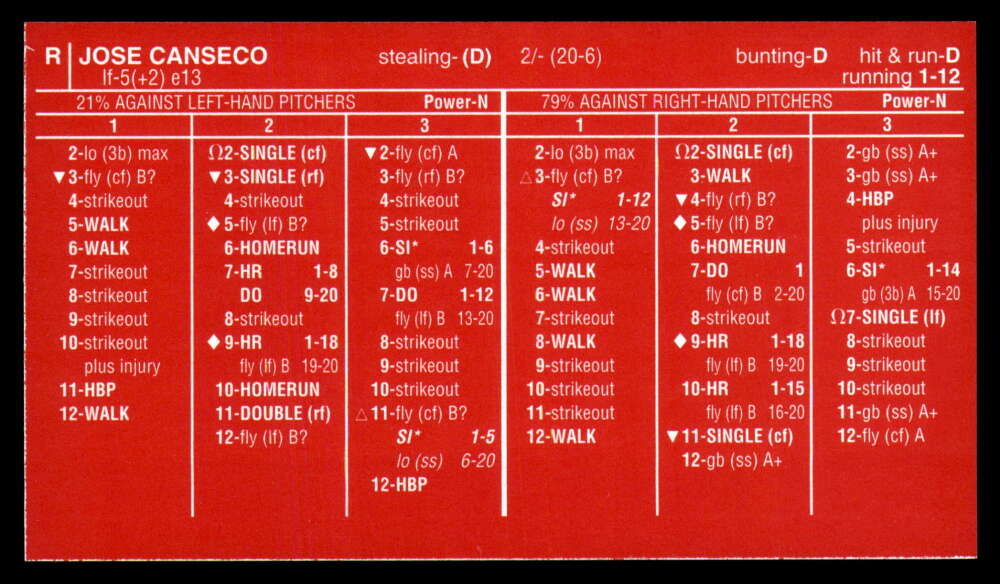 R JOSE CANSECO stealing-(D) 2/- (20-6) bunting-D hit & run-D
lf-5(+2) e13 running 1-12
21% AGAINST LEFT-HAND PITCHERS Power-N
1 2 3
2-lo (3b) max
▼3-fly (cf) B?
4-strikeout
5-WALK
6-WALK
7-strikeout
8-strikeout
9-strikeout
10-strikeout
plus injury
11-HBP
12-WALK
Ω2-SINGLE (cf)
▼3-SINGLE (rf)
4-strikeout
♦5-fly (lf) B?
6-HOMERUN
7-HR 1-8
DO 9-20
8-strikeout
♦9-HR 1-18
fly (lf) B 19-20
10-HOMERUN
11-DOUBLE (rf)
12-fly (lf) B?
▼2-fly (cf) A
3-fly (rf) B?
4-strikeout
5-strikeout
6-SI* 1-6
gb (ss) A 7-20
7-DO 1-12
fly (lf) B 13-20
8-strikeout
9-strikeout
10-strikeout
△11-fly (cf) B?
SI* 1-5
lo (ss) 6-20
12-HBP
79% AGAINST RIGHT-HAND PITCHERS Power-N
1 2 3
2-lo (3b) max
△3-fly (cf) B?
SI* 1-12
lo (ss) 13-20
4-strikeout
5-WALK
6-WALK
7-strikeout
8-WALK
9-strikeout
10-strikeout
11-strikeout
12-WALK
Ω2-SINGLE (cf)
3-WALK
▼4-fly (rf) B?
♦5-fly (lf) B?
6-HOMERUN
7-DO 1
fly (cf) B 2-20
8-strikeout
♦9-HR 1-18
fly (lf) B 19-20
10-HR 1-15
fly (lf) B 16-20
▼11-SINGLE (cf)
12-gb (ss) A+
2-gb (ss) A+
3-gb (ss) A+
4-HBP
plus injury
5-strikeout
6-SI* 1-14
gb (3b) A 15-20
Ω7-SINGLE (lf)
8-strikeout
9-strikeout
10-strikeout
11-gb (ss) A+
12-fly (cf) A